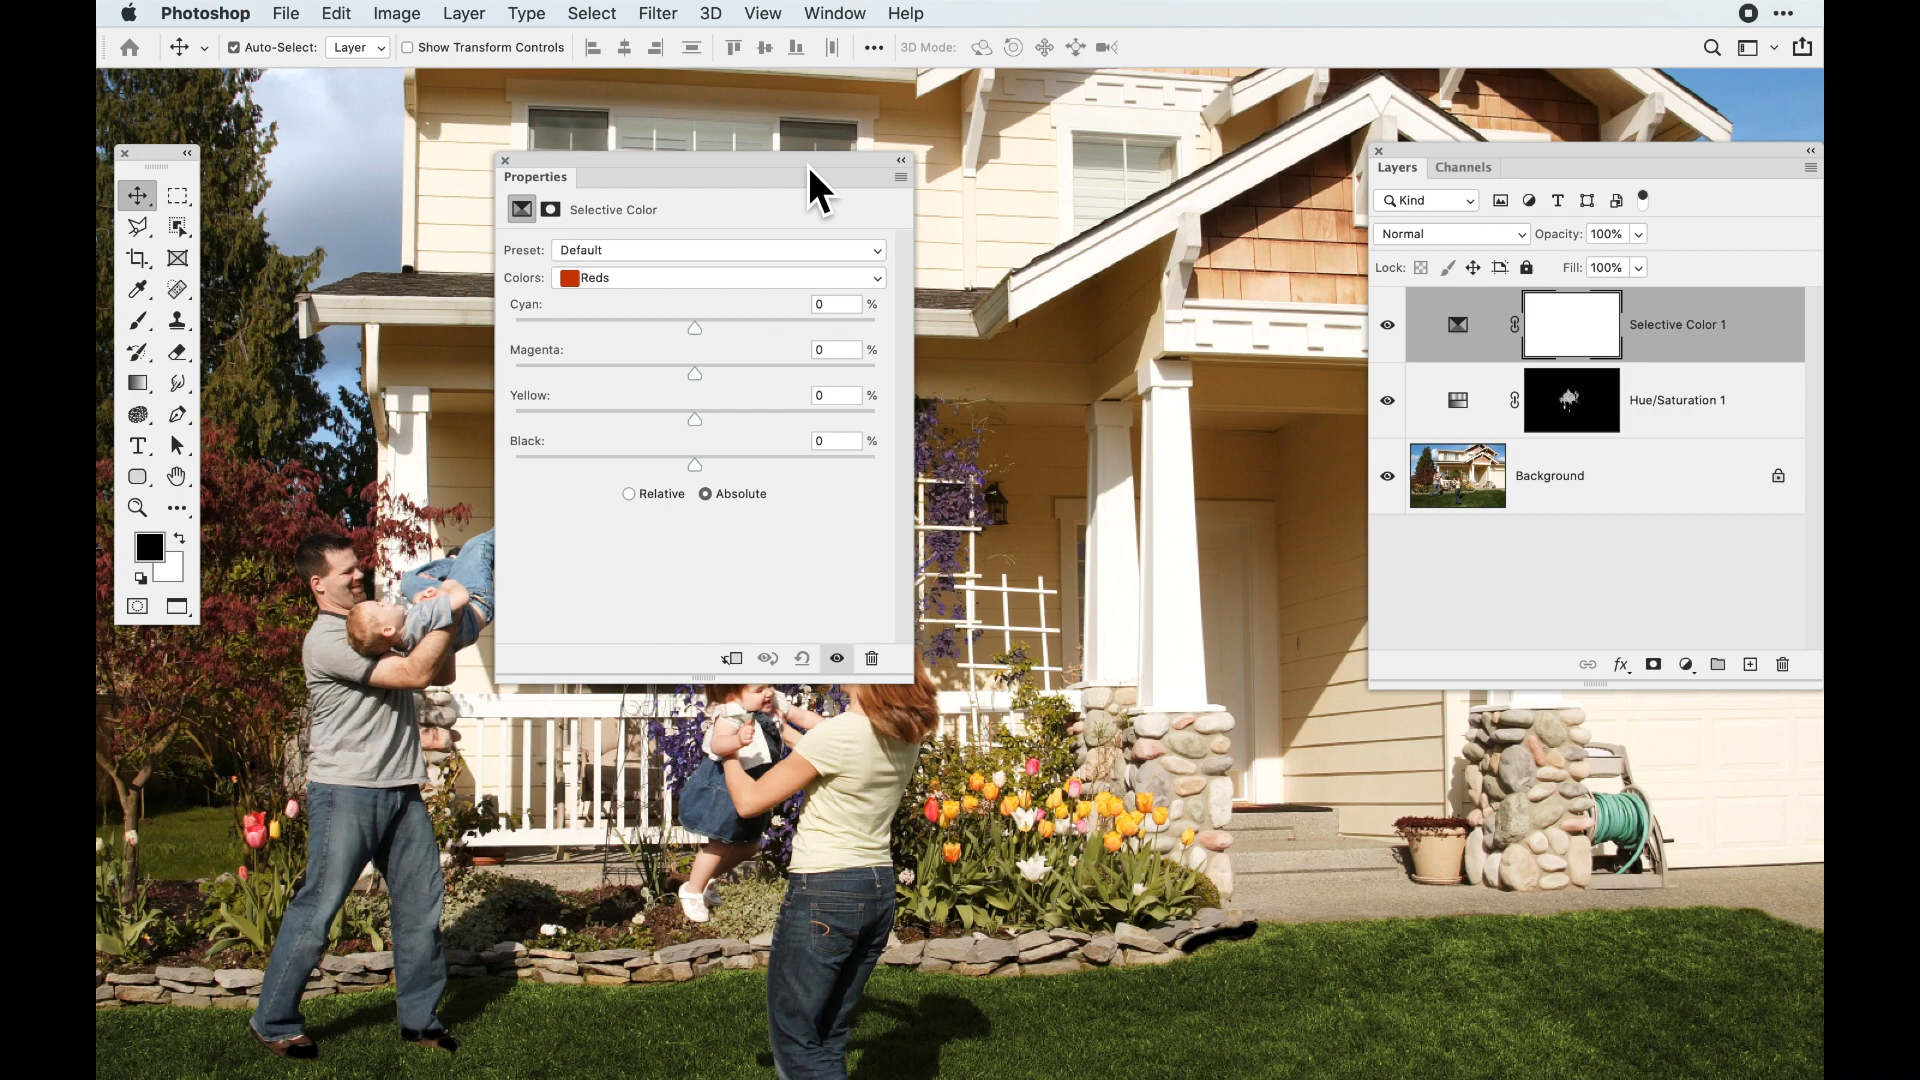 Photoshop File Edit Image Layer Type Select Filter 3D View Window Help
Auto-Select: Layer Show Transform Controls 3D Mode:
Properties
Selective Color
Preset: Default
Colors: Reds
Cyan: 0 %
Magenta: 0 %
Yellow: 0 %
Black: 0 %
Relative Absolute
Layers Channels
Kind
Normal Opacity: 100%
Lock: Fill: 100%
Selective Color 1
Hue/Saturation 1
Background
fx